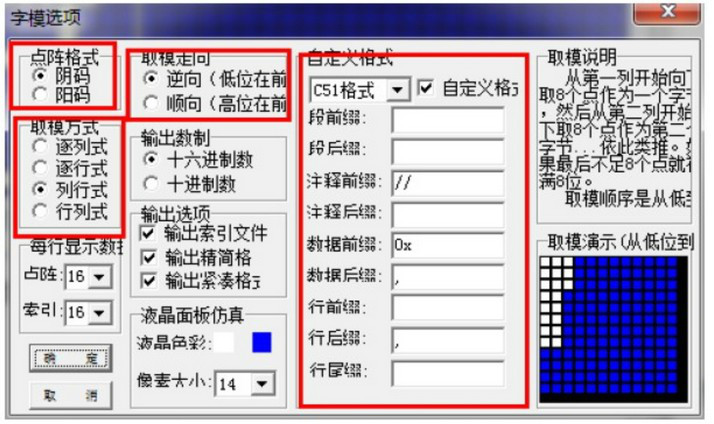 字模选项
点阵格式
阴码
阳码
取模方式
逐列式
逐行式
列行式
行列式
每行显示数据
点阵: 16
索引: 16
确 定
取 消
取模走向
逆向（低位在前
顺向（高位在前
输出数制
十六进制数
十进制数
输出选项
输出索引文件
输出精简格
输出紧凑格式
液晶面板仿真
液晶色彩:
像素大小: 14
自定义格式
C51格式
自定义格式
段前缀:
段后缀:
注释前缀: //
注释后缀:
数据前缀: 0x
数据后缀: ,
行前缀:
行后缀: ,
行尾缀:
取模说明
从第一列开始向下
取8个点作为一个字节
，然后从第二列开始
下取8个点作为第二个
字节...依此类推。如
果最后不足8个点就补
满8位。
取模顺序是从低到
取模演示(从低位到